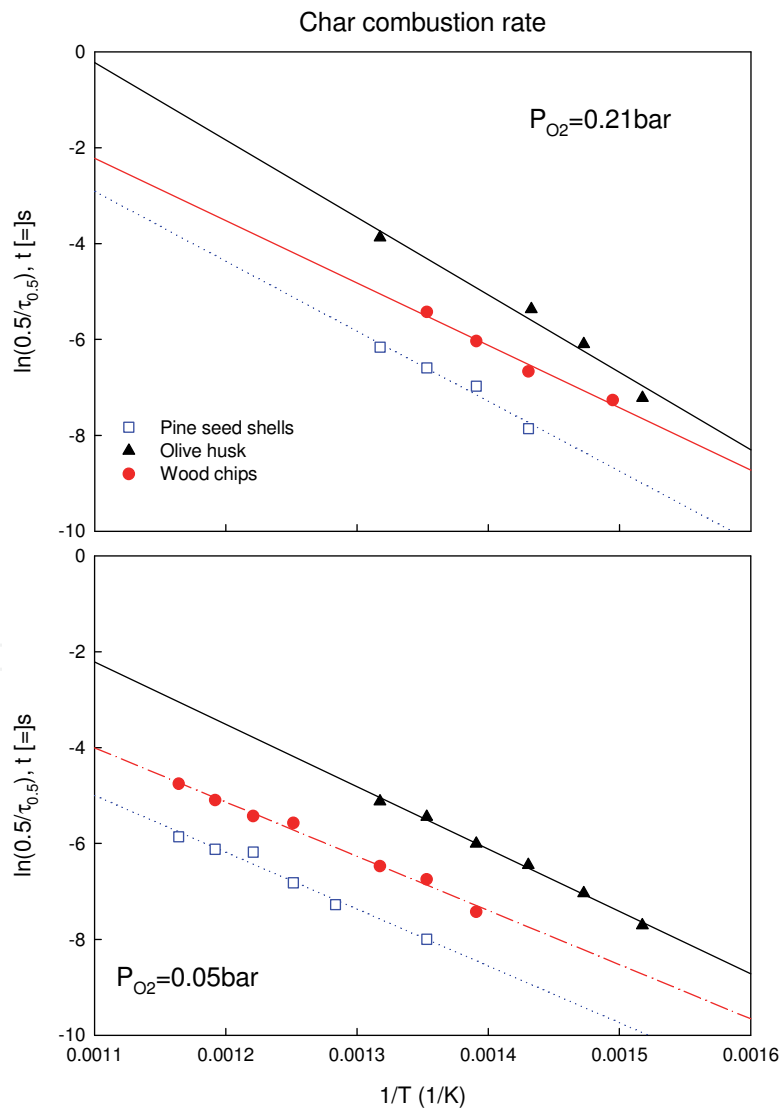 Char combustion rate
0
-2
-4
-6
-8
-10
ln(0.5/τ0.5), t [=]s
PO2=0.21bar
Pine seed shells
Olive husk
Wood chips
0
-2
-4
-6
-8
-10
ln(0.5/τ0.5), t [=]s
PO2=0.05bar
0.0011 0.0012 0.0013 0.0014 0.0015 0.0016
1/T (1/K)